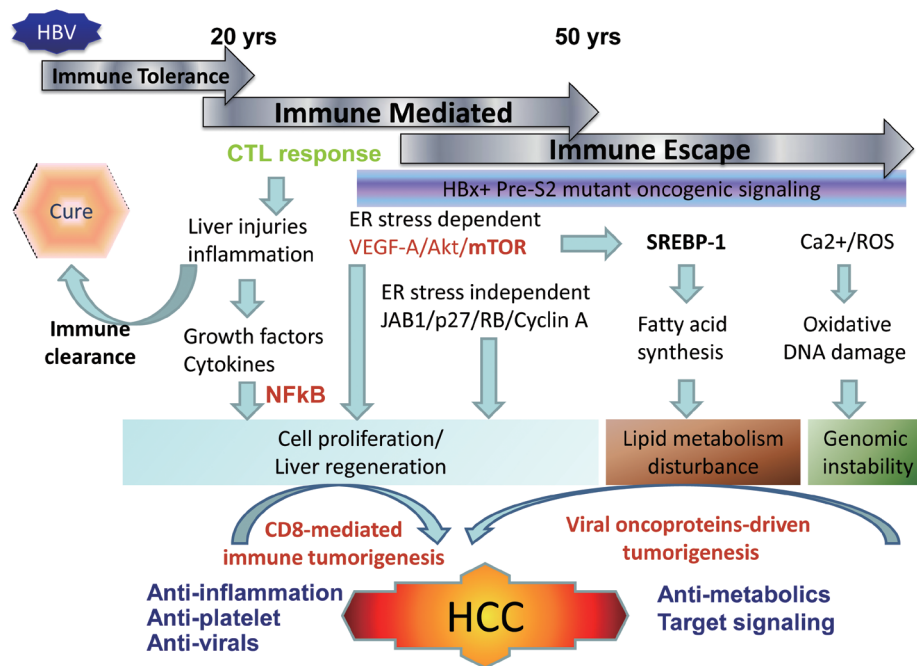 HBV
20 yrs
50 yrs
Immune Tolerance
Immune Mediated
Immune Escape
CTL response
HBx+ Pre-S2 mutant oncogenic signaling
Cure
Liver injuries
inflammation
ER stress dependent
VEGF-A/Akt/mTOR
SREBP-1
Ca2+/ROS
ER stress independent
JAB1/p27/RB/Cyclin A
Immune
clearance
Growth factors
Cytokines
Fatty acid
synthesis
Oxidative
DNA damage
NFkB
Cell proliferation/
Liver regeneration
Lipid metabolism
disturbance
Genomic
instability
CD8-mediated
immune tumorigenesis
Viral oncoproteins-driven
tumorigenesis
Anti-inflammation
Anti-platelet
Anti-virals
HCC
Anti-metabolics
Target signaling